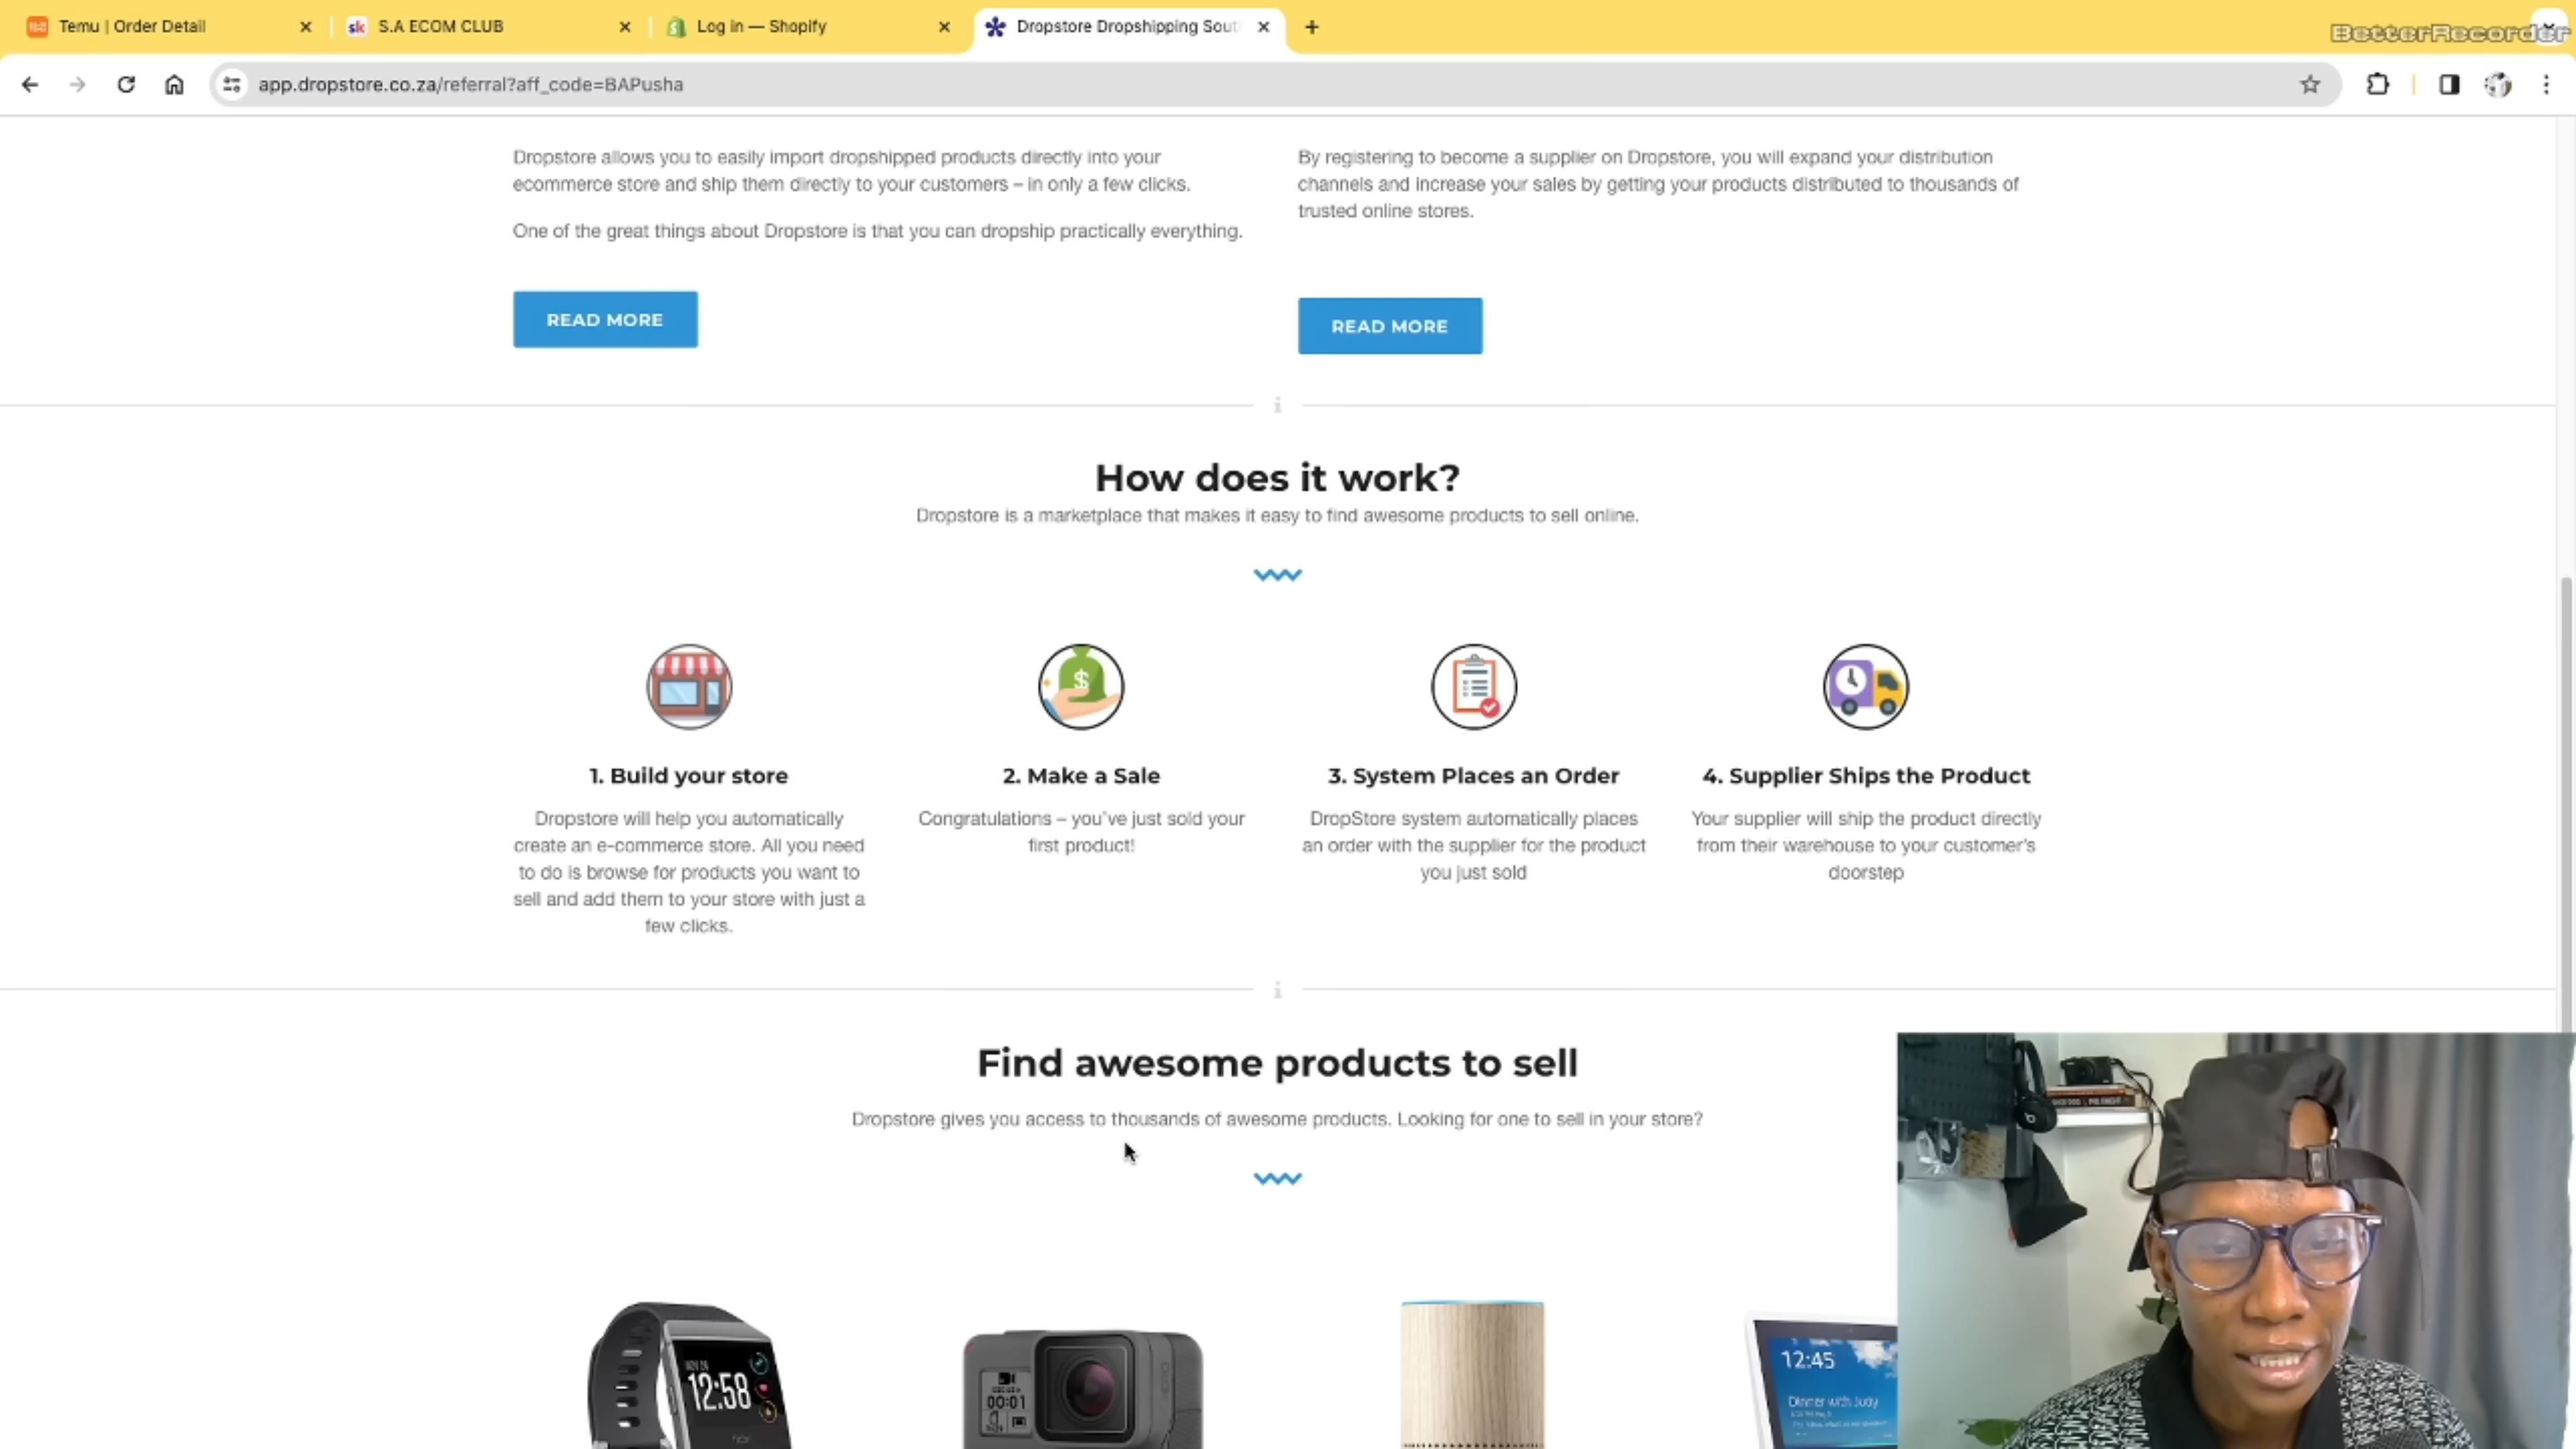 Temu | Order Detail
S.A ECOM CLUB
Log in — Shopify
Dropstore Dropshipping Sout
BetterRecorder
app.dropstore.co.za/referral?aff_code=BAPusha
Dropstore allows you to easily import dropshipped products directly into your
ecommerce store and ship them directly to your customers – in only a few clicks.
One of the great things about Dropstore is that you can dropship practically everything.
READ MORE
By registering to become a supplier on Dropstore, you will expand your distribution
channels and increase your sales by getting your products distributed to thousands of
trusted online stores.
READ MORE
How does it work?
Dropstore is a marketplace that makes it easy to find awesome products to sell online.
1. Build your store
Dropstore will help you automatically
create an e-commerce store. All you need
to do is browse for products you want to
sell and add them to your store with just a
few clicks.
2. Make a Sale
Congratulations – you've just sold your
first product!
3. System Places an Order
DropStore system automatically places
an order with the supplier for the product
you just sold
4. Supplier Ships the Product
Your supplier will ship the product directly
from their warehouse to your customer's
doorstep
Find awesome products to sell
Dropstore gives you access to thousands of awesome products. Looking for one to sell in your store?
12:58
00:01
12:45
Dinner with Judy